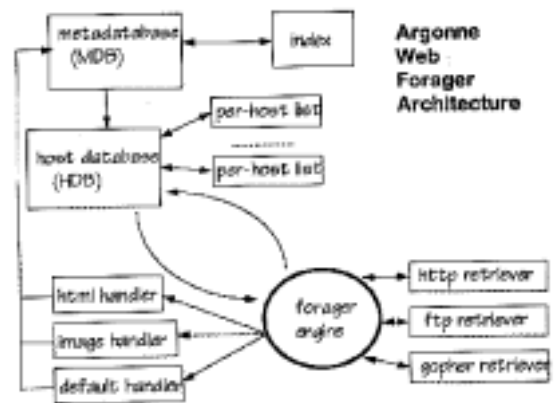 metadatabase
(MDB)
index
Argonne
Web
Forager
Architecture
per-host list
per-host list
host database
(HDB)
html handler
image handler
default handler
forager
engine
http retriever
ftp retriever
gopher retriever